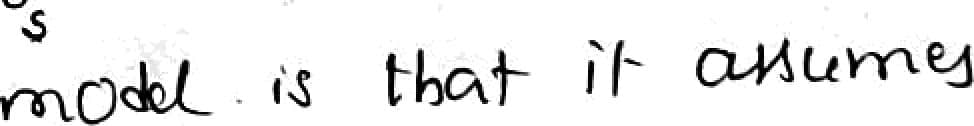 model is that it assumes